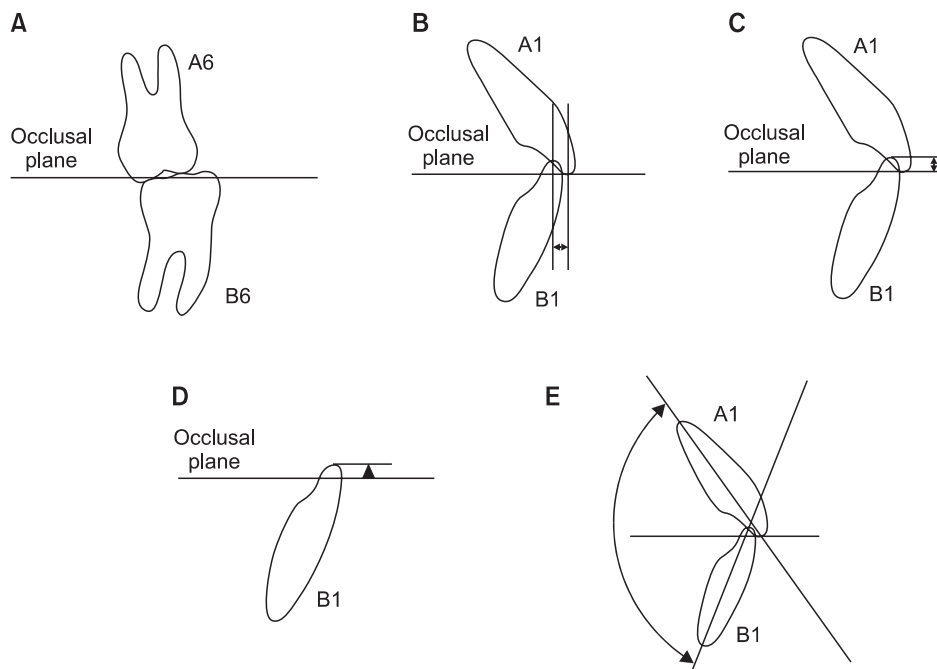 A
A6
Occlusal
plane
B6
B
A1
Occlusal
plane
B1
C
A1
Occlusal
plane
B1
D
Occlusal
plane
B1
E
A1
B1